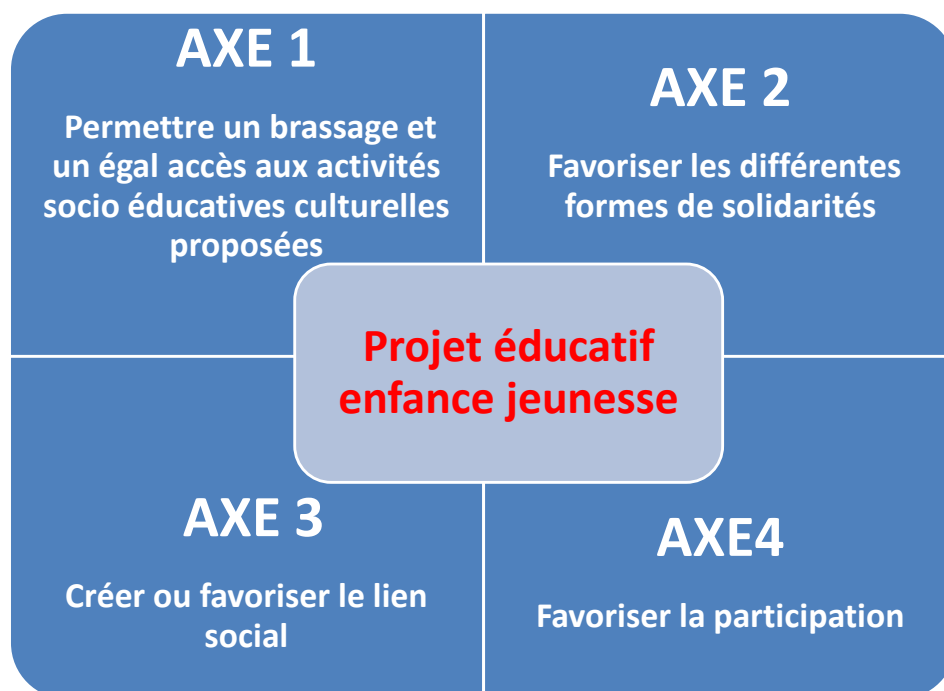 AXE 1
Permettre un brassage et
un égal accès aux activités
socio éducatives culturelles
proposées
AXE 2
Favoriser les différentes
formes de solidarités
Projet éducatif
enfance jeunesse
AXE 3
Créer ou favoriser le lien
social
AXE4
Favoriser la participation